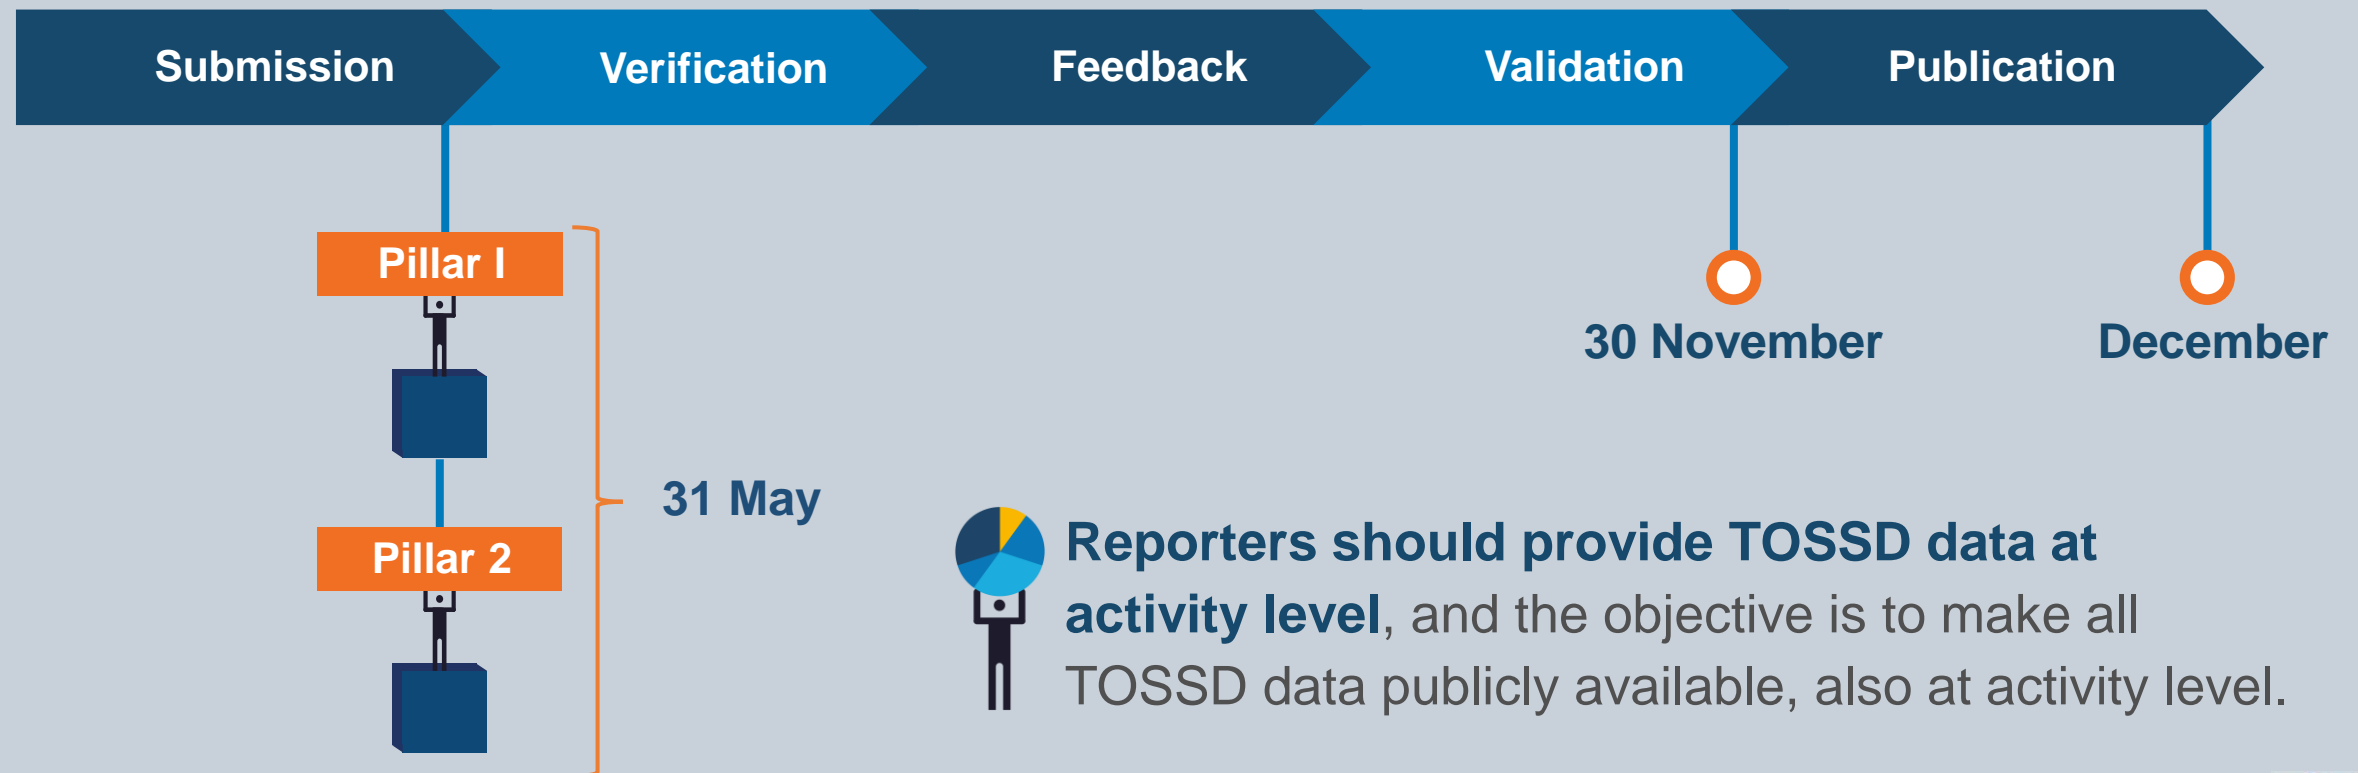 Submission
Verification
Feedback
Validation
Publication
Pillar I
30 November
December
31 May
Pillar 2
Reporters should provide TOSSD data at
activity level, and the objective is to make all
TOSSD data publicly available, also at activity level.